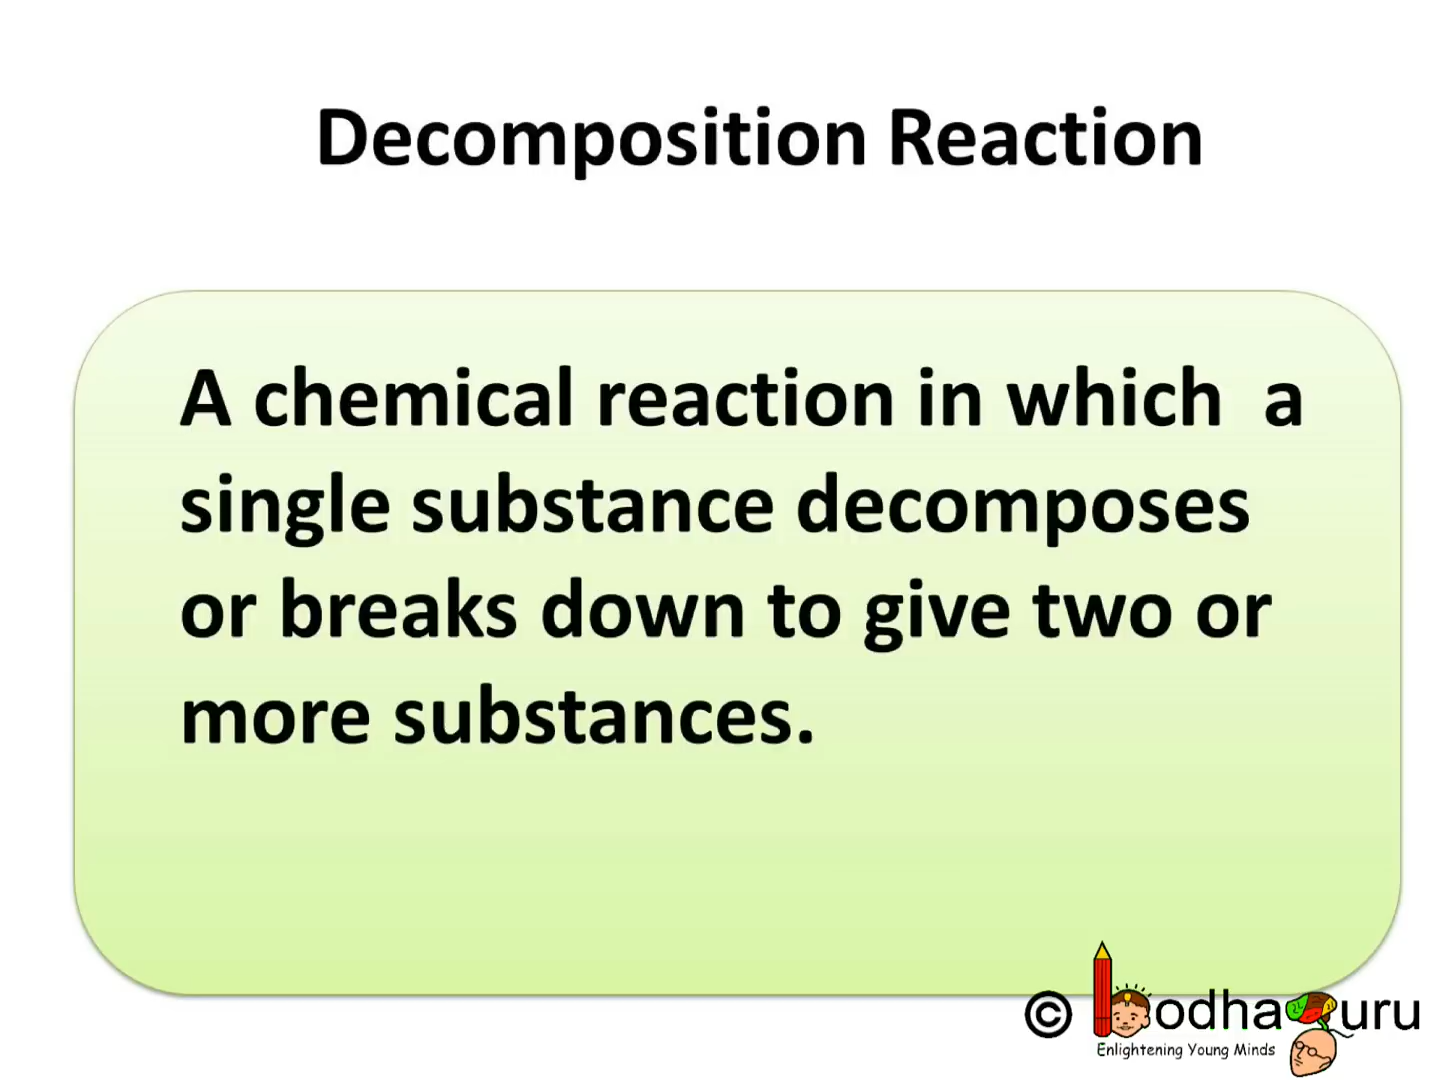 Decomposition Reaction
A chemical reaction in which a
single substance decomposes
or breaks down to give two or
more substances.
© bodhaguru
Enlightening Young Minds